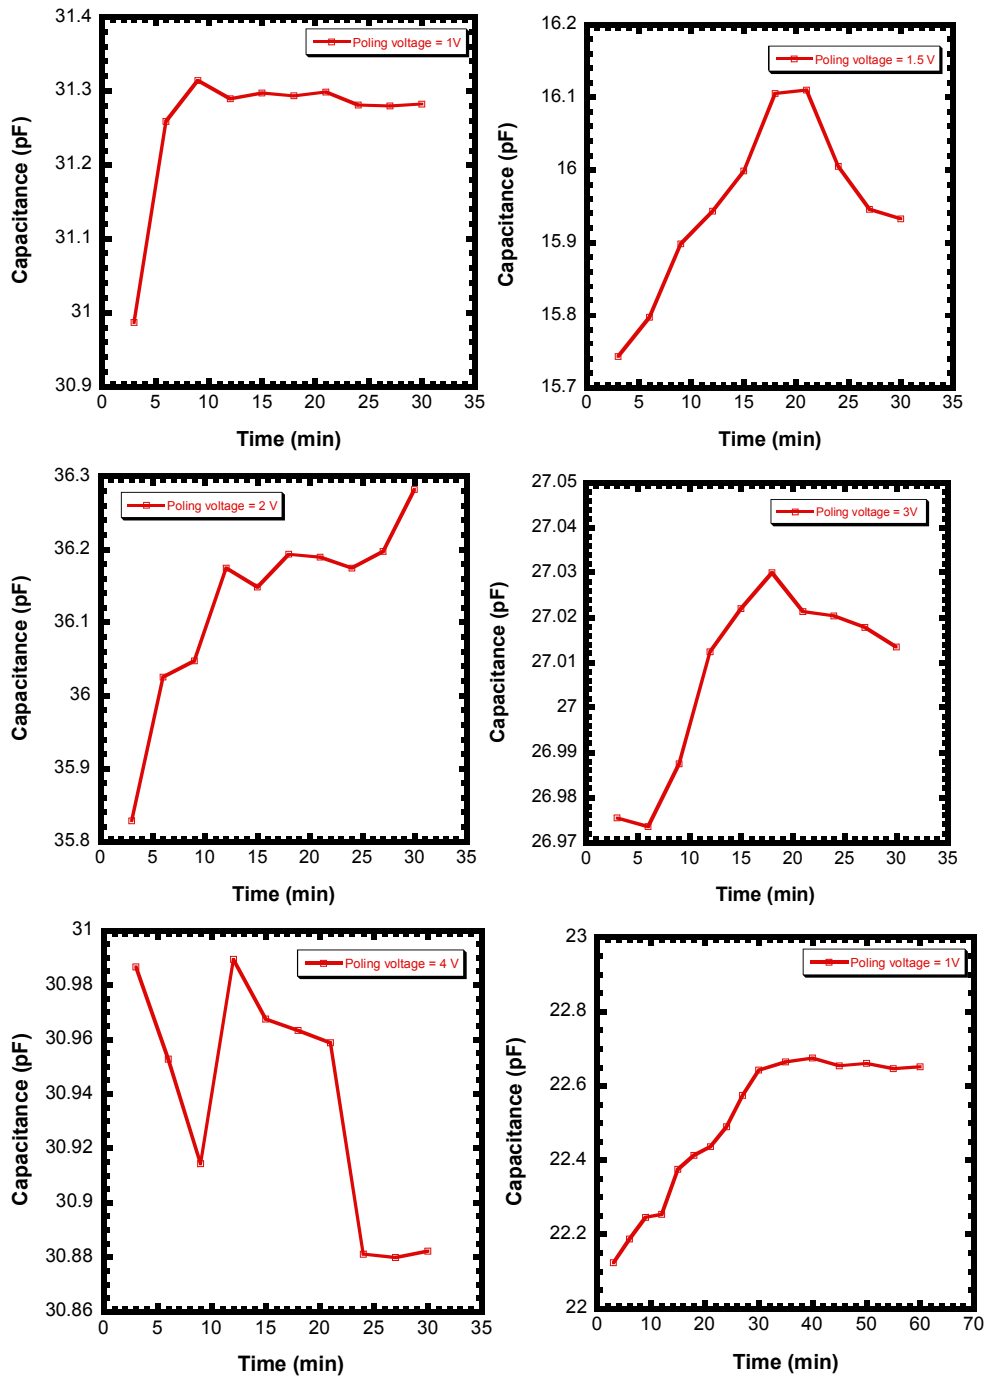 31.4
31.3
31.2
31.1
31
30.9
0 5 10 15 20 25 30 35
Capacitance (pF)
Time (min)
Poling voltage = 1V
16.2
16.1
16
15.9
15.8
15.7
0 5 10 15 20 25 30 35
Capacitance (pF)
Time (min)
Poling voltage = 1.5 V
36.3
36.2
36.1
36
35.9
35.8
0 5 10 15 20 25 30 35
Capacitance (pF)
Time (min)
Poling voltage = 2 V
27.05
27.04
27.03
27.02
27.01
27
26.99
26.98
26.97
0 5 10 15 20 25 30 35
Capacitance (pF)
Time (min)
Poling voltage = 3V
31
30.98
30.96
30.94
30.92
30.9
30.88
30.86
0 5 10 15 20 25 30 35
Capacitance (pF)
Time (min)
Poling voltage = 4 V
23
22.8
22.6
22.4
22.2
22
0 10 20 30 40 50 60 70
Capacitance (pF)
Time (min)
Poling voltage = 1V